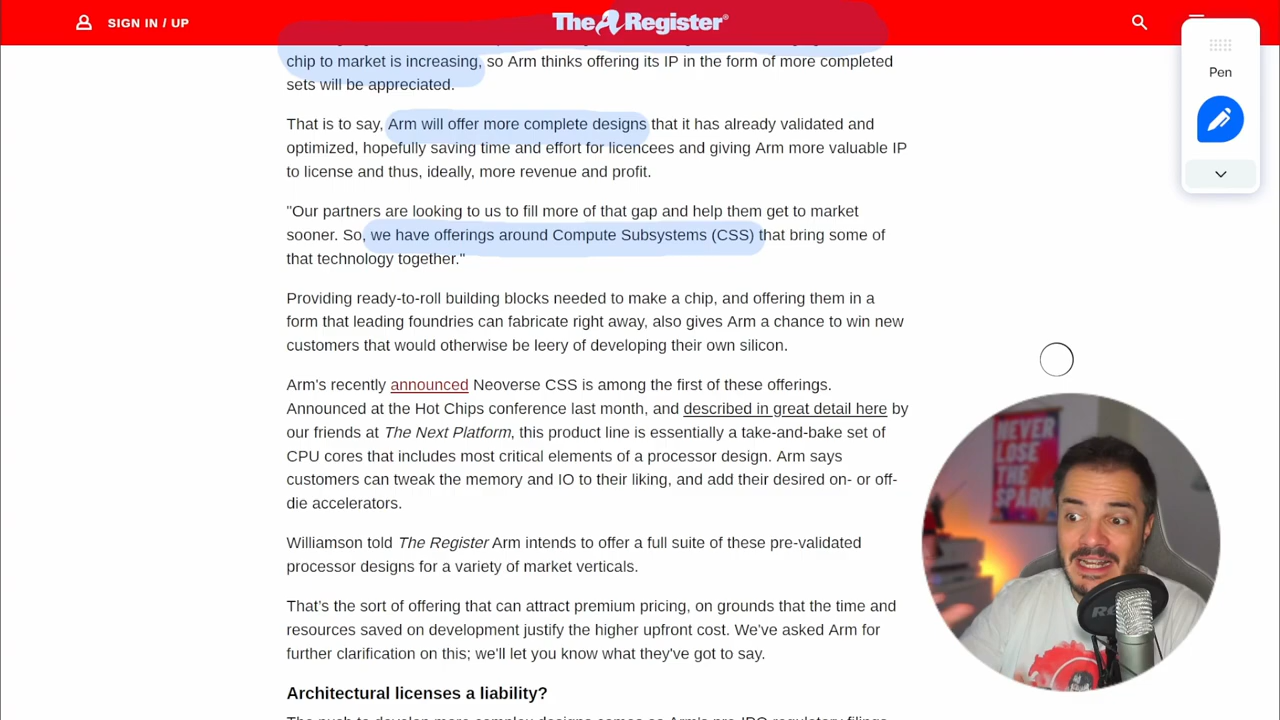 SIGN IN / UP
The Register®
Pen
chip to market is increasing, so Arm thinks offering its IP in the form of more completed
sets will be appreciated.
That is to say, Arm will offer more complete designs that it has already validated and
optimized, hopefully saving time and effort for licencees and giving Arm more valuable IP
to license and thus, ideally, more revenue and profit.
"Our partners are looking to us to fill more of that gap and help them get to market
sooner. So, we have offerings around Compute Subsystems (CSS) that bring some of
that technology together."
Providing ready-to-roll building blocks needed to make a chip, and offering them in a
form that leading foundries can fabricate right away, also gives Arm a chance to win new
customers that would otherwise be leery of developing their own silicon.
Arm's recently announced Neoverse CSS is among the first of these offerings.
Announced at the Hot Chips conference last month, and described in great detail here by
our friends at The Next Platform, this product line is essentially a take-and-bake set of
CPU cores that includes most critical elements of a processor design. Arm says
customers can tweak the memory and IO to their liking, and add their desired on- or off-
die accelerators.
Williamson told The Register Arm intends to offer a full suite of these pre-validated
processor designs for a variety of market verticals.
That's the sort of offering that can attract premium pricing, on grounds that the time and
resources saved on development justify the higher upfront cost. We've asked Arm for
further clarification on this; we'll let you know what they've got to say.
Architectural licenses a liability?
The push to develop more complex designs comes as Arm's pre-IPO regulatory filings
NEVER
LOSE
THE
SPARK